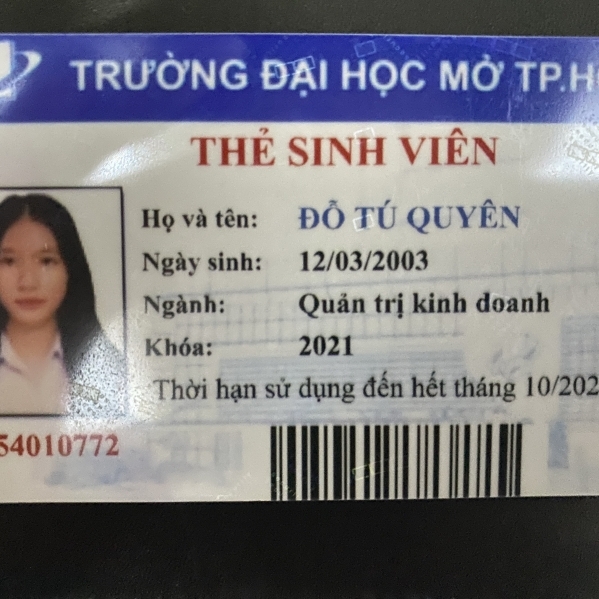 TRƯỜNG ĐẠI HỌC MỞ TP.H
THẺ SINH VIÊN
Họ và tên: ĐỖ TÚ QUYÊN
Ngày sinh: 12/03/2003
Ngành: Quản trị kinh doanh
Khóa: 2021
Thời hạn sử dụng đến hết tháng 10/202
54010772